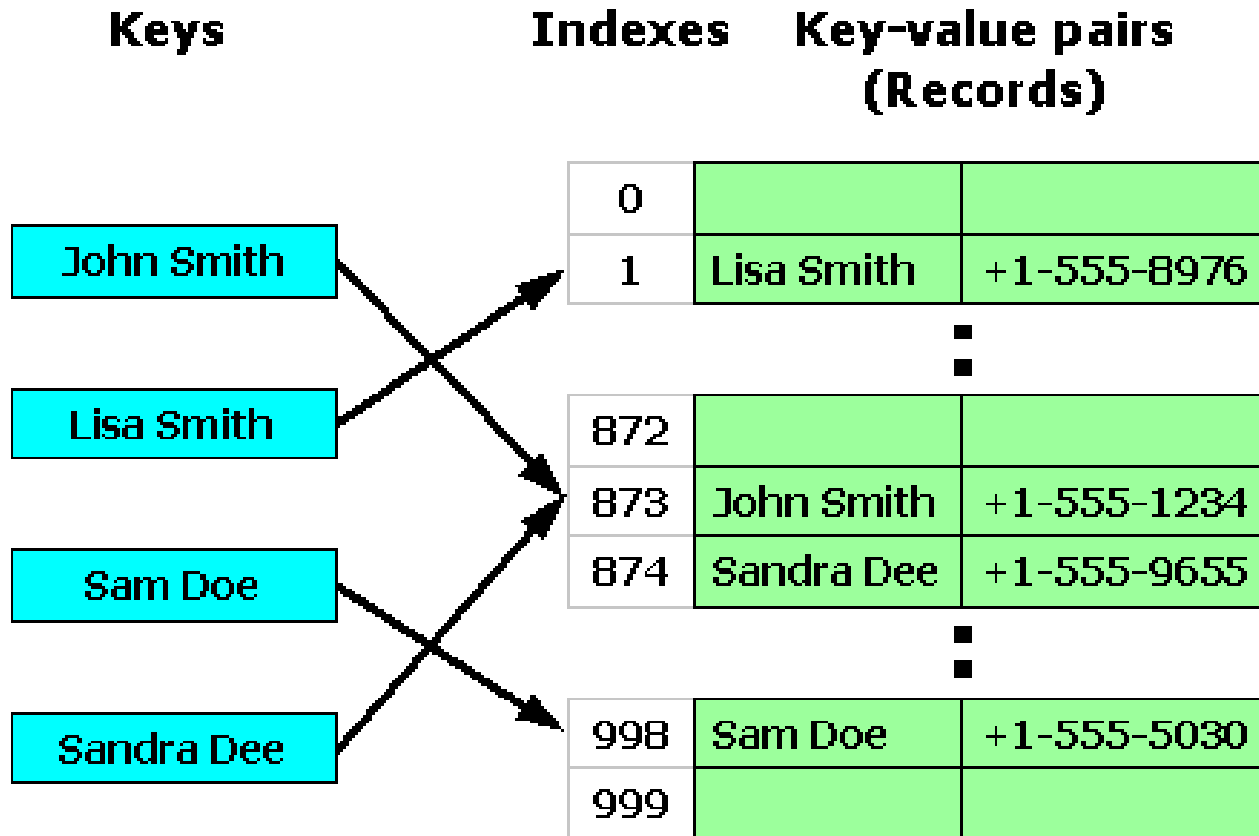 Keys
Indexes
Key-value pairs
(Records)
John Smith
Lisa Smith
Sam Doe
Sandra Dee
0
1 Lisa Smith +1-555-8976
872
873 John Smith +1-555-1234
874 Sandra Dee +1-555-9655
998 Sam Doe +1-555-5030
999